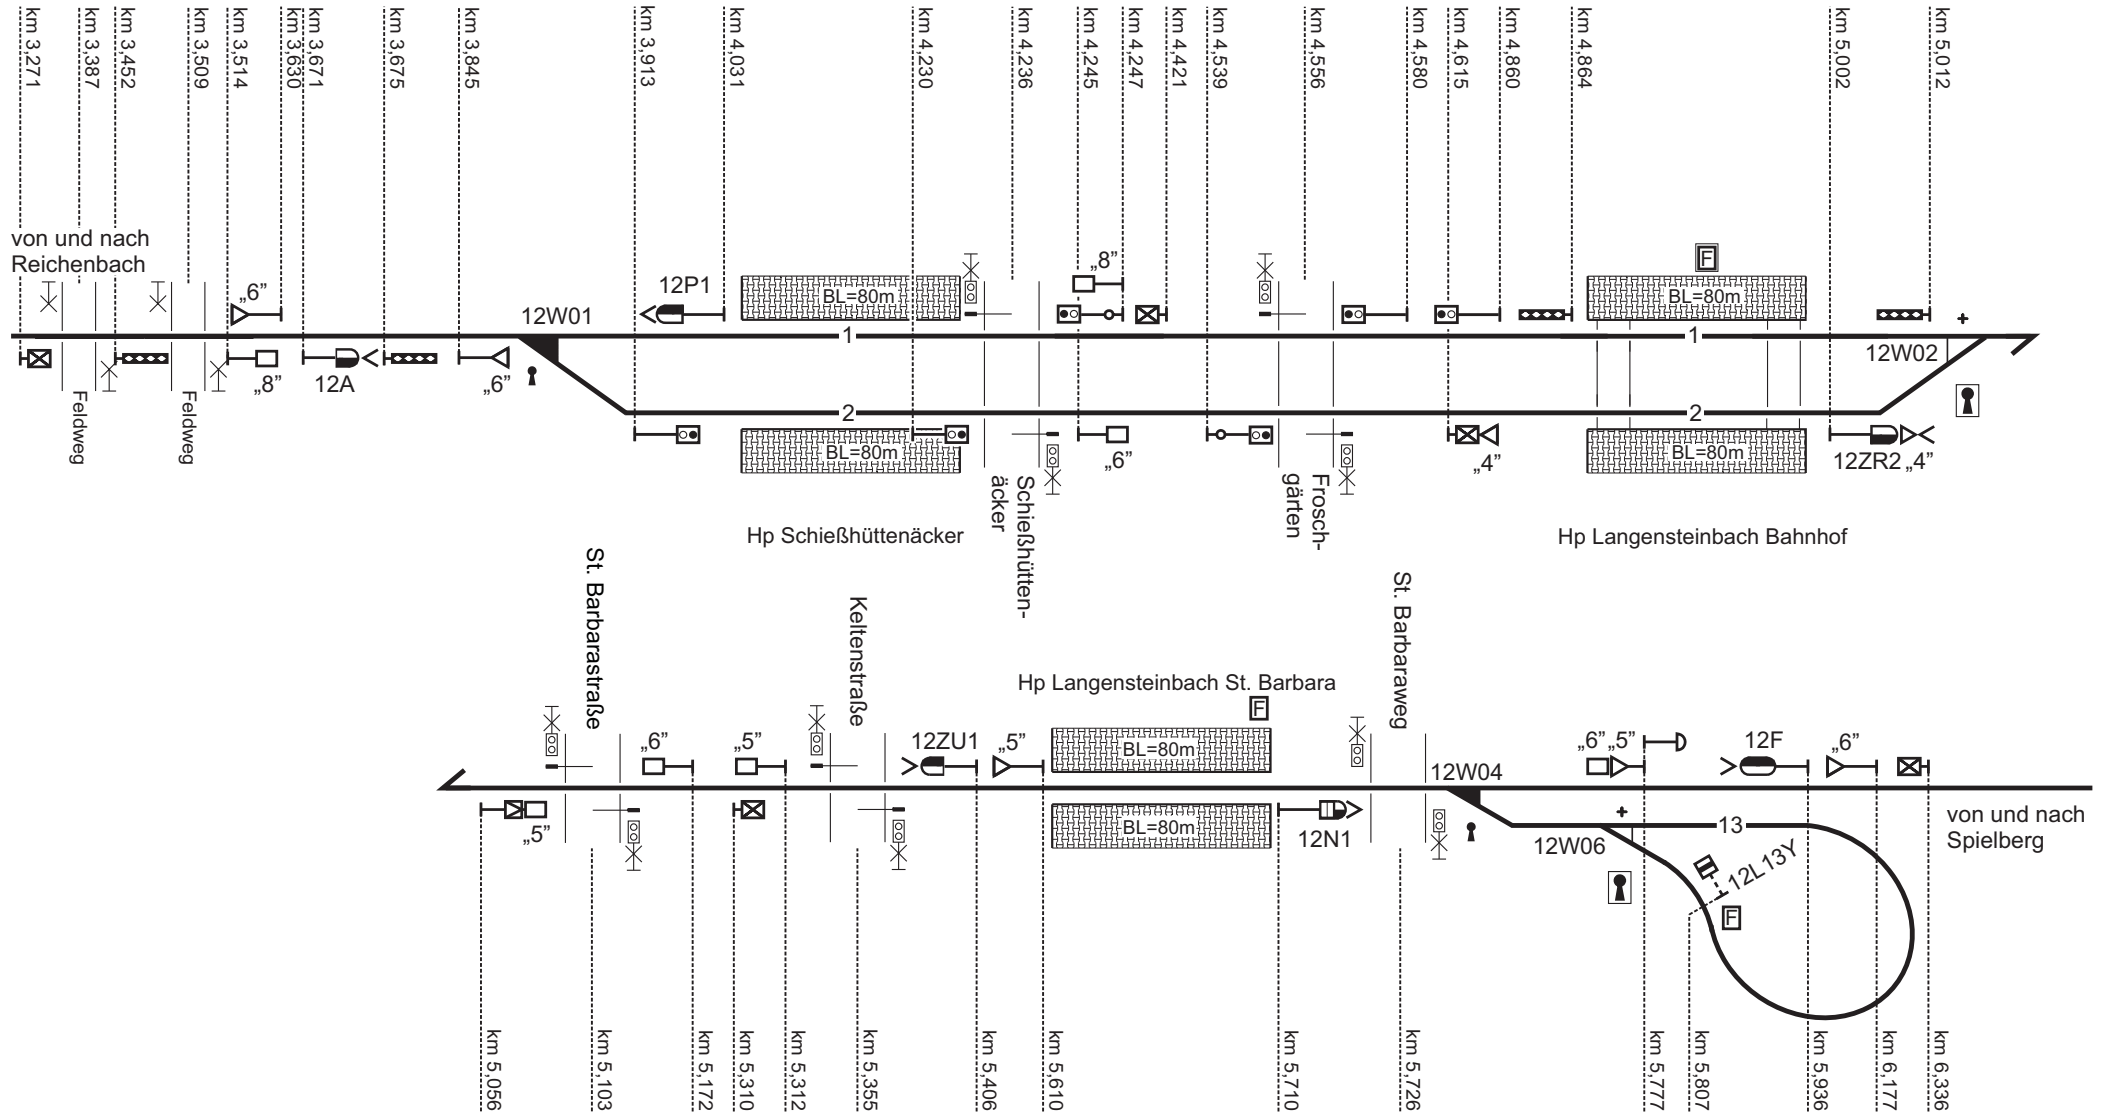 km 3,271
km 3,387
km 3,452
km 3,509
km 3,514
km 3,630
km 3,671
km 3,675
km 3,845
km 3,913
km 4,031
km 4,230
km 4,236
km 4,245
km 4,247
km 4,421
km 4,539
km 4,556
km 4,580
km 4,615
km 4,860
km 4,864
km 5,002
km 5,012
von und nach
Reichenbach
„6”
12W01
12P1
BL=80m
„8”
F
BL=80m
1
1
„8”
12A
„6”
12W02
Feldweg
Feldweg
2
2
BL=80m
„6”
„4”
BL=80m
12ZR2 „4”
Schießhütten-
äcker
Frosch-
gärten
Hp Schießhüttenäcker
Hp Langensteinbach Bahnhof
St. Barbarastraße
Keltenstraße
St. Barbaraweg
Hp Langensteinbach St. Barbara
F
„6”
„5”
12ZU1
„5”
BL=80m
12W04
„6”
„5”
12F
„6”
„5”
BL=80m
12N1
12W06
13
von und nach
Spielberg
12L13Y
F
km 5,056
km 5,103
km 5,172
km 5,310
km 5,312
km 5,355
km 5,406
km 5,610
km 5,710
km 5,726
km 5,777
km 5,807
km 5,936
km 6,177
km 6,336